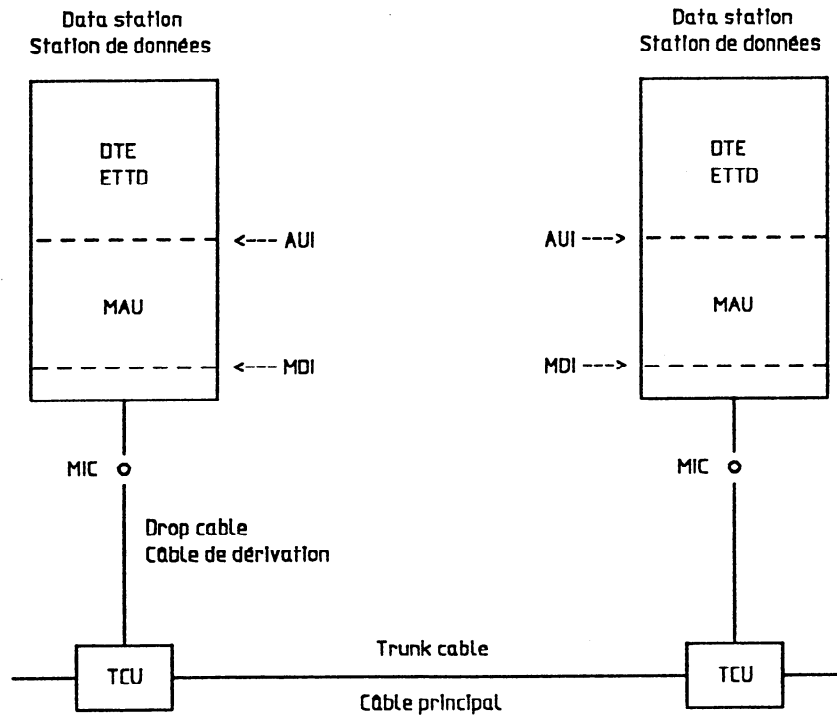 Data station
Station de données
Data station
Station de données
DTE
ETTD
DTE
ETTD
<--- AUI
AUI --->
MAU
MAU
<--- MDI
MDI --->
MIC
MIC
Drop cable
Câble de dérivation
Trunk cable
TCU
TCU
Câble principal